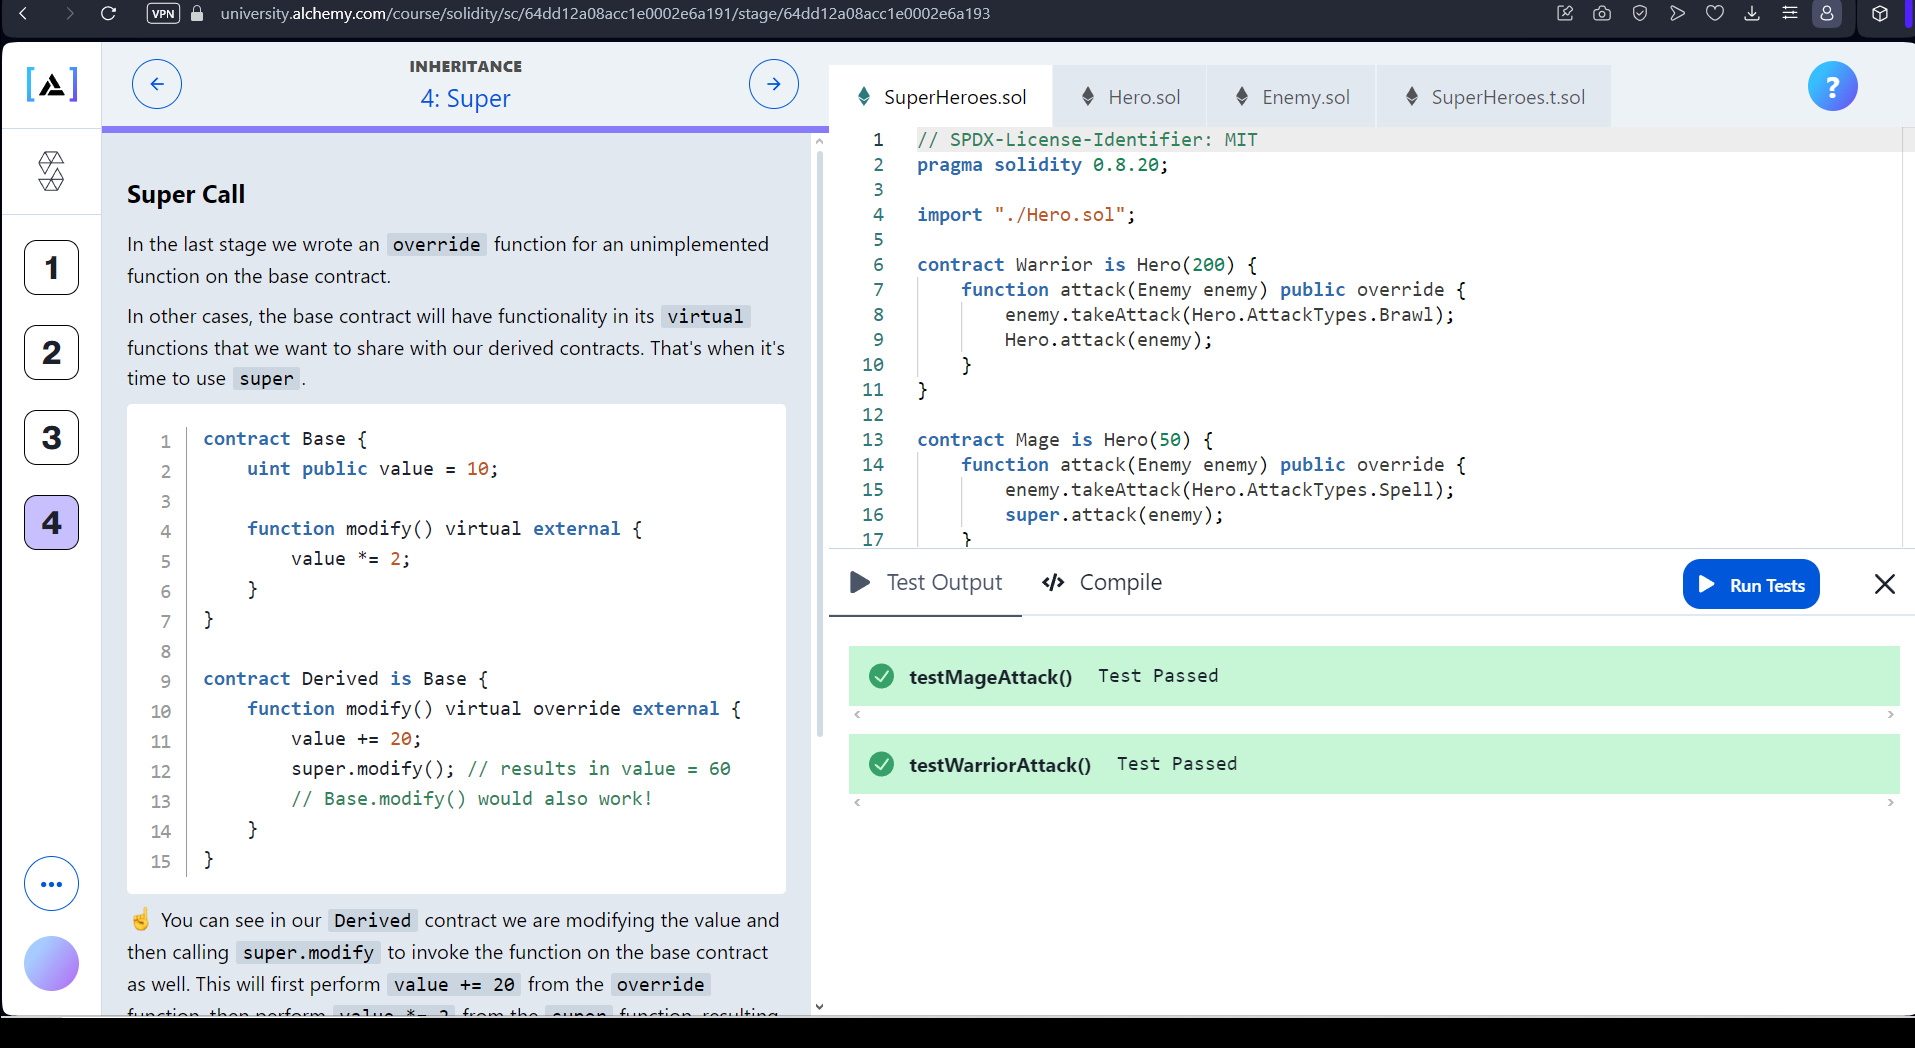 VPN
university.alchemy.com/course/solidity/sc/64dd12a08acc1e0002e6a191/stage/64dd12a08acc1e0002e6a193
1
2
3
4
INHERITANCE
4: Super
Super Call
In the last stage we wrote an override function for an unimplemented
function on the base contract.
In other cases, the base contract will have functionality in its virtual
functions that we want to share with our derived contracts. That's when it's
time to use super .
1 contract Base {
2 uint public value = 10;
3
4 function modify() virtual external {
5 value *= 2;
6 }
7 }
8
9 contract Derived is Base {
10 function modify() virtual override external {
11 value += 20;
12 super.modify(); // results in value = 60
13 // Base.modify() would also work!
14 }
15 }
☝ You can see in our Derived contract we are modifying the value and
then calling super.modify to invoke the function on the base contract
as well. This will first perform value += 20 from the override
function, then perform value *= 2 from the super function, resulting
SuperHeroes.sol
Hero.sol
Enemy.sol
SuperHeroes.t.sol
?
1 // SPDX-License-Identifier: MIT
2 pragma solidity 0.8.20;
3
4 import "./Hero.sol";
5
6 contract Warrior is Hero(200) {
7 function attack(Enemy enemy) public override {
8 enemy.takeAttack(Hero.AttackTypes.Brawl);
9 Hero.attack(enemy);
10 }
11 }
12
13 contract Mage is Hero(50) {
14 function attack(Enemy enemy) public override {
15 enemy.takeAttack(Hero.AttackTypes.Spell);
16 super.attack(enemy);
17 }
Test Output
Compile
Run Tests
testMageAttack() Test Passed
testWarriorAttack() Test Passed